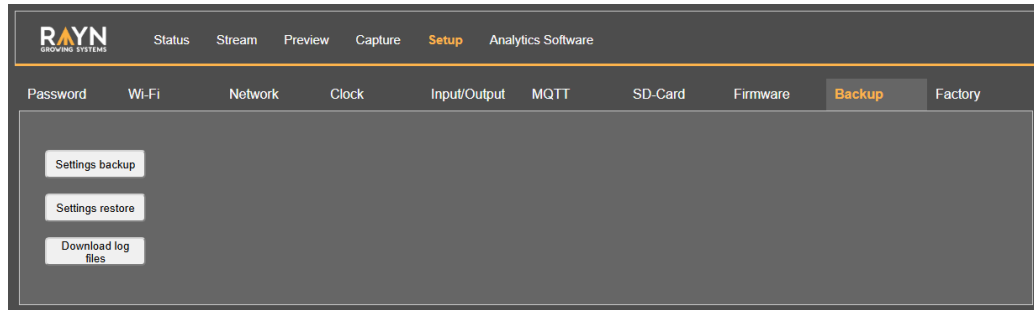 RAYN Status Stream Preview Capture Setup Analytics Software
GROWING SYSTEMS
Password Wi-Fi Network Clock Input/Output MQTT SD-Card Firmware Backup Factory
Settings backup
Settings restore
Download log
files